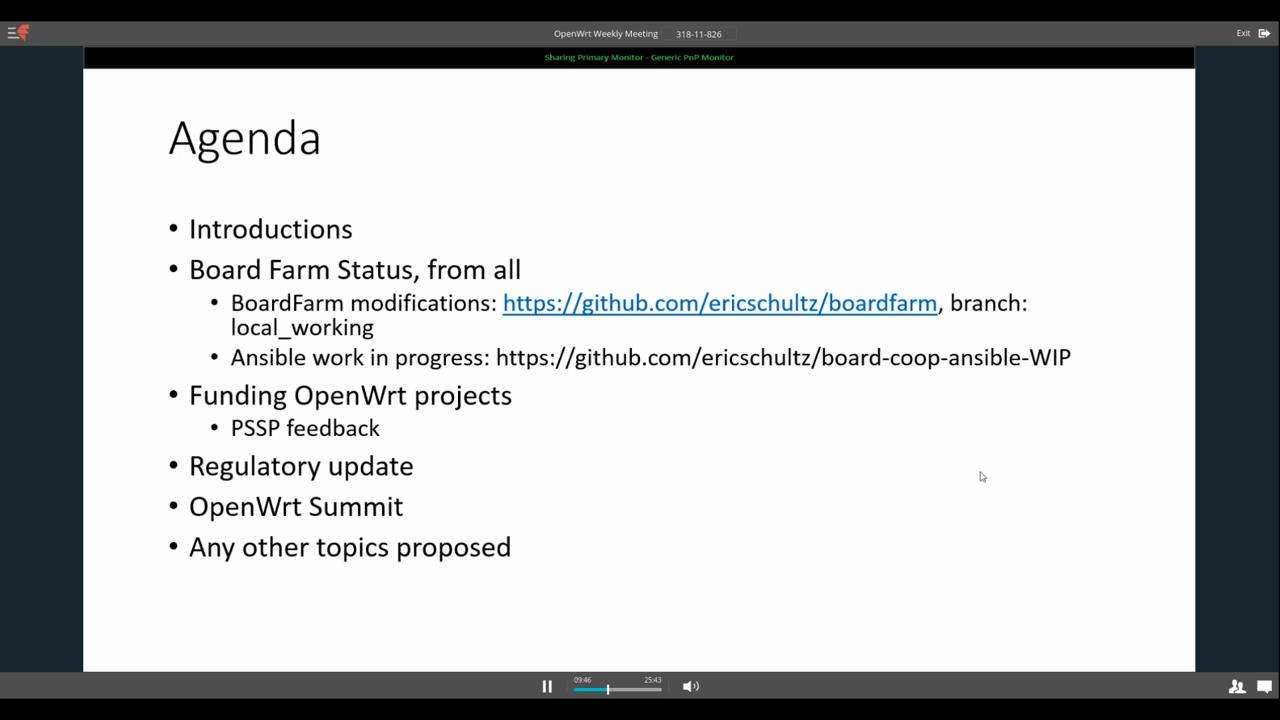 OpenWrt Weekly Meeting 318-11-826 Exit
Sharing Primary Monitor - Generic PnP Monitor
Agenda
• Introductions
• Board Farm Status, from all
• BoardFarm modifications: https://github.com/ericschultz/boardfarm, branch:
local_working
• Ansible work in progress: https://github.com/ericschultz/board-coop-ansible-WIP
• Funding OpenWrt projects
• PSSP feedback
• Regulatory update
• OpenWrt Summit
• Any other topics proposed
09:46 25:43